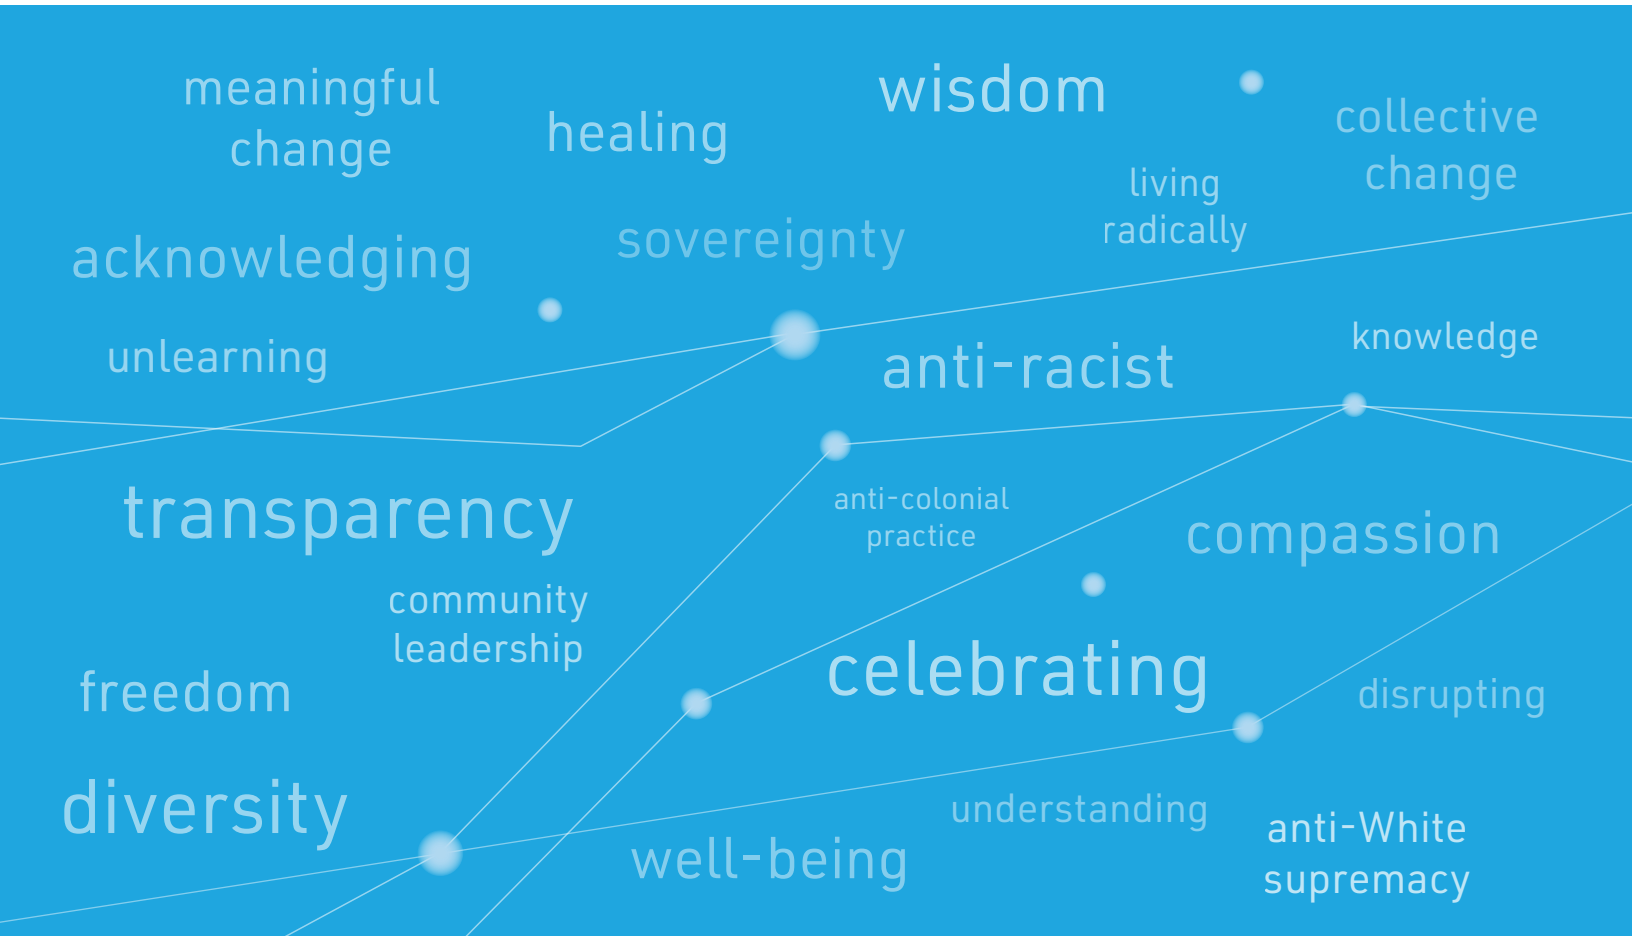 meaningful
change
healing
wisdom
collective
change
living
radically
acknowledging
sovereignty
unlearning
anti-racist
knowledge
transparency
anti-colonial
practice
compassion
community
leadership
celebrating
freedom
disrupting
diversity
understanding
well-being
anti-White
supremacy